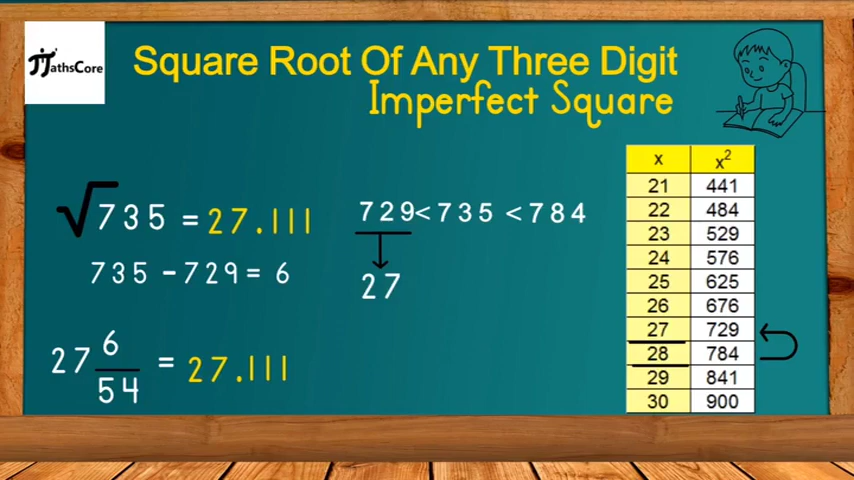 MathsCore
Square Root Of Any Three Digit
Imperfect Square
√735 = 27.111
735 - 729 = 6
27 6/54 = 27.111
729 < 735 < 784
27
x x²
21 441
22 484
23 529
24 576
25 625
26 676
27 729
28 784
29 841
30 900